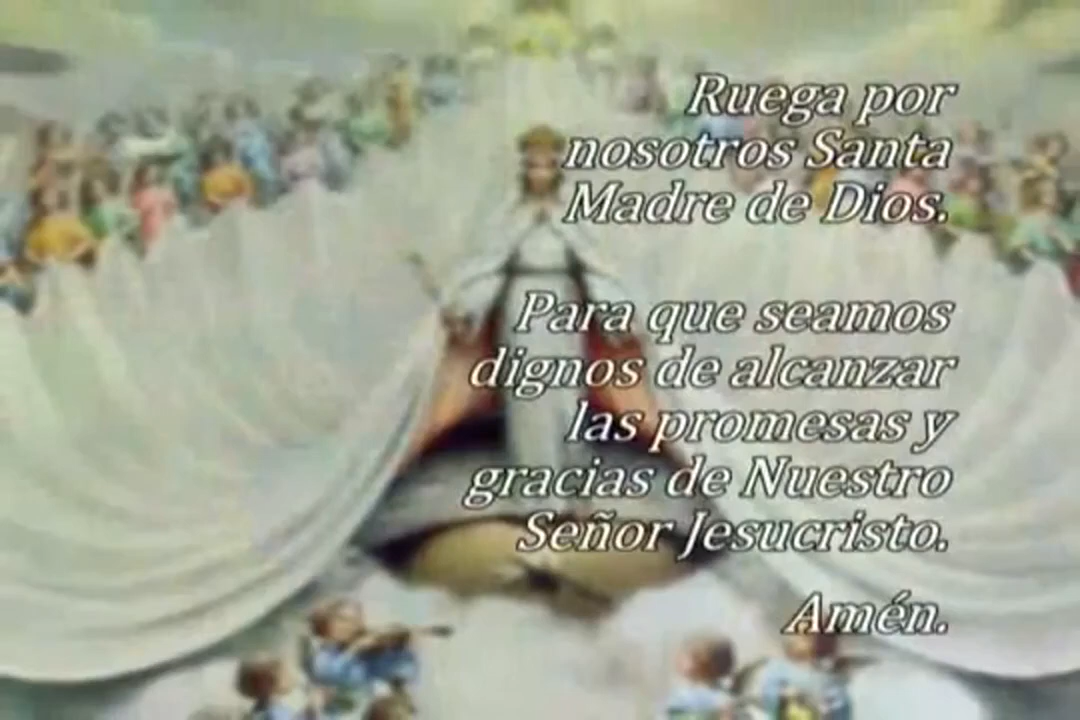 Ruega por
nosotros Santa
Madre de Dios.
Para que seamos
dignos de alcanzar
las promesas y
gracias de Nuestro
Señor Jesucristo.
Amén.